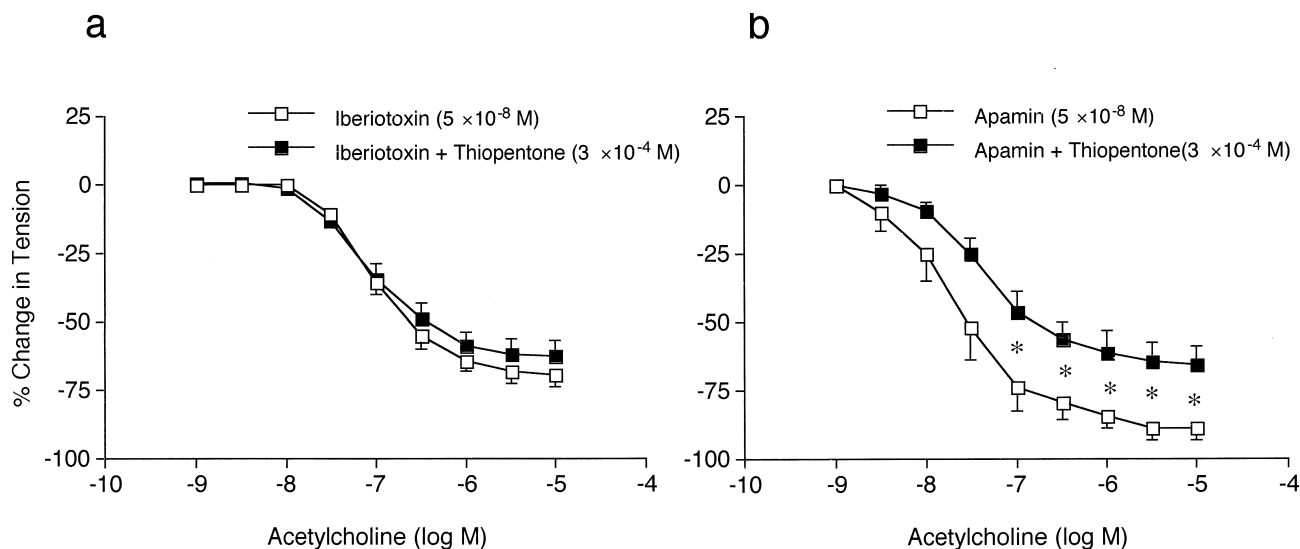 a
Iberiotoxin (5 ×10-8 M)
Iberiotoxin + Thiopentone (3 ×10-4 M)
25
0
-25
-50
-75
-100
% Change in Tension
-10 -9 -8 -7 -6 -5 -4
Acetylcholine (log M)
b
Apamin (5 ×10-8 M)
Apamin + Thiopentone(3 ×10-4 M)
25
0
-25
-50
-75
-100
* * * * *
-10 -9 -8 -7 -6 -5 -4
Acetylcholine (log M)